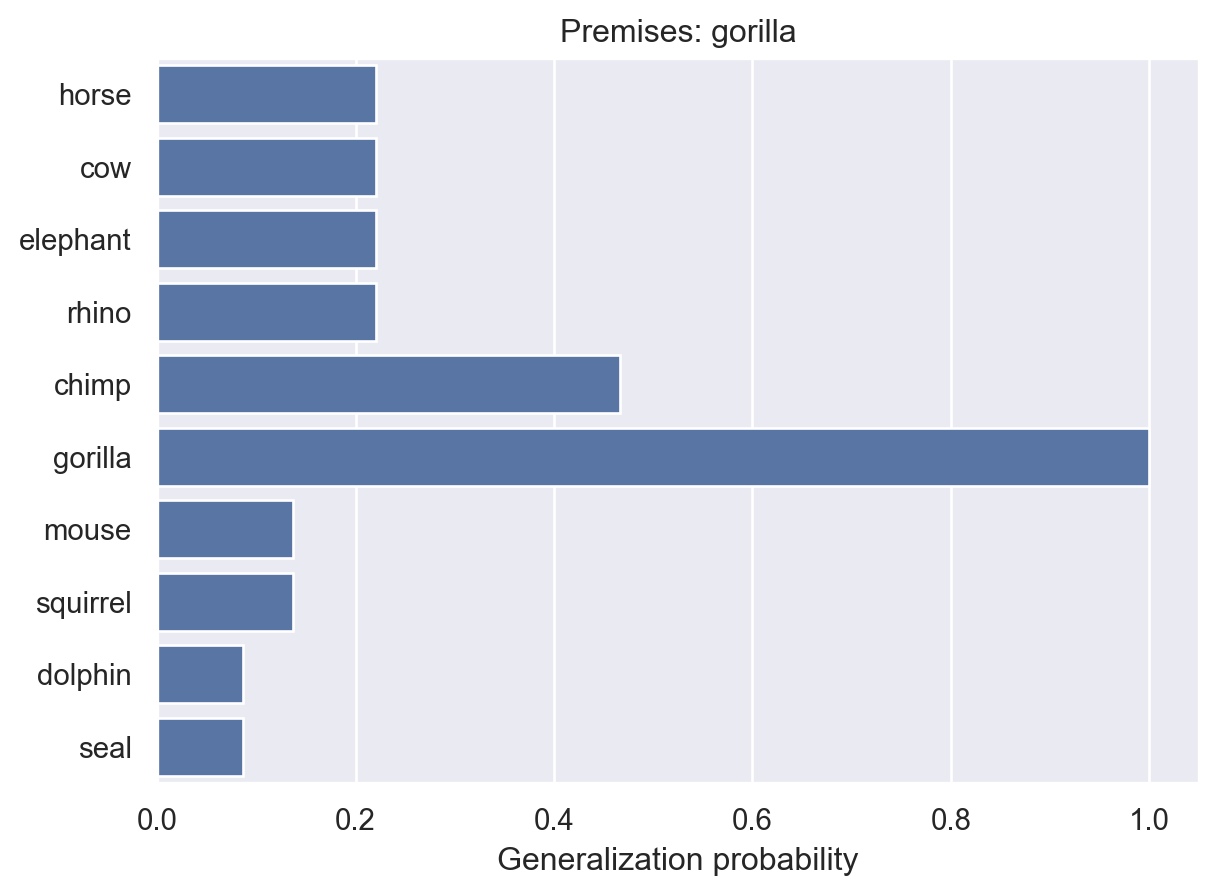 Premises: gorilla
horse
cow
elephant
rhino
chimp
gorilla
mouse
squirrel
dolphin
seal
0.0 0.2 0.4 0.6 0.8 1.0
Generalization probability